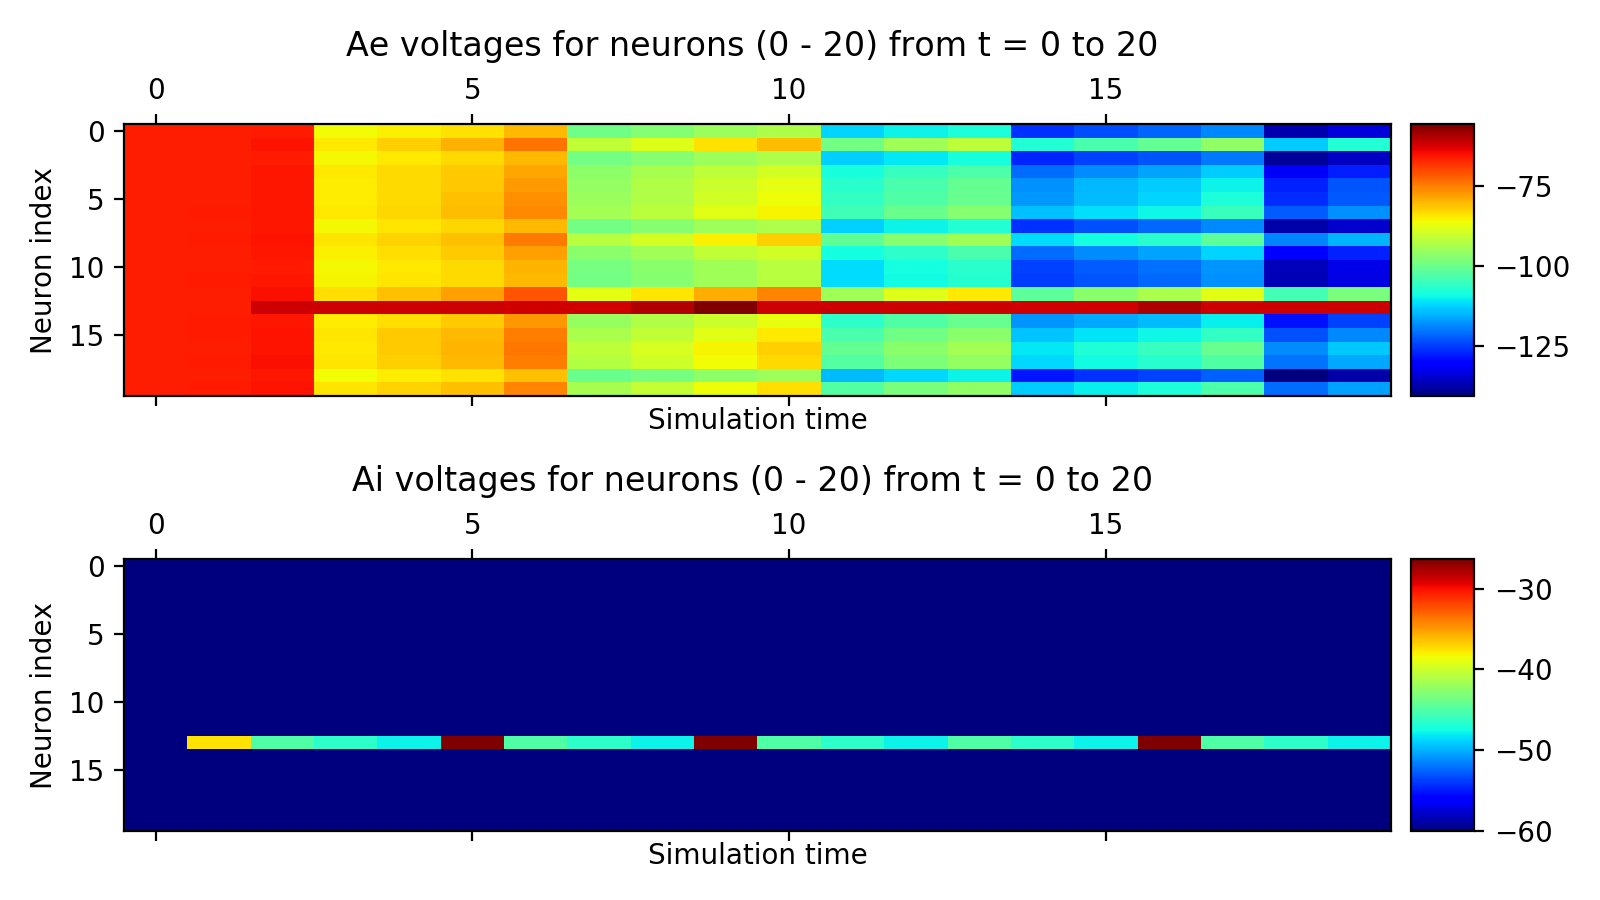 Ae voltages for neurons (0 - 20) from t = 0 to 20
0 5 10 15
Neuron index
0
5
10
15
−75
−100
−125
Simulation time
Ai voltages for neurons (0 - 20) from t = 0 to 20
0 5 10 15
Neuron index
0
5
10
15
−30
−40
−50
−60
Simulation time